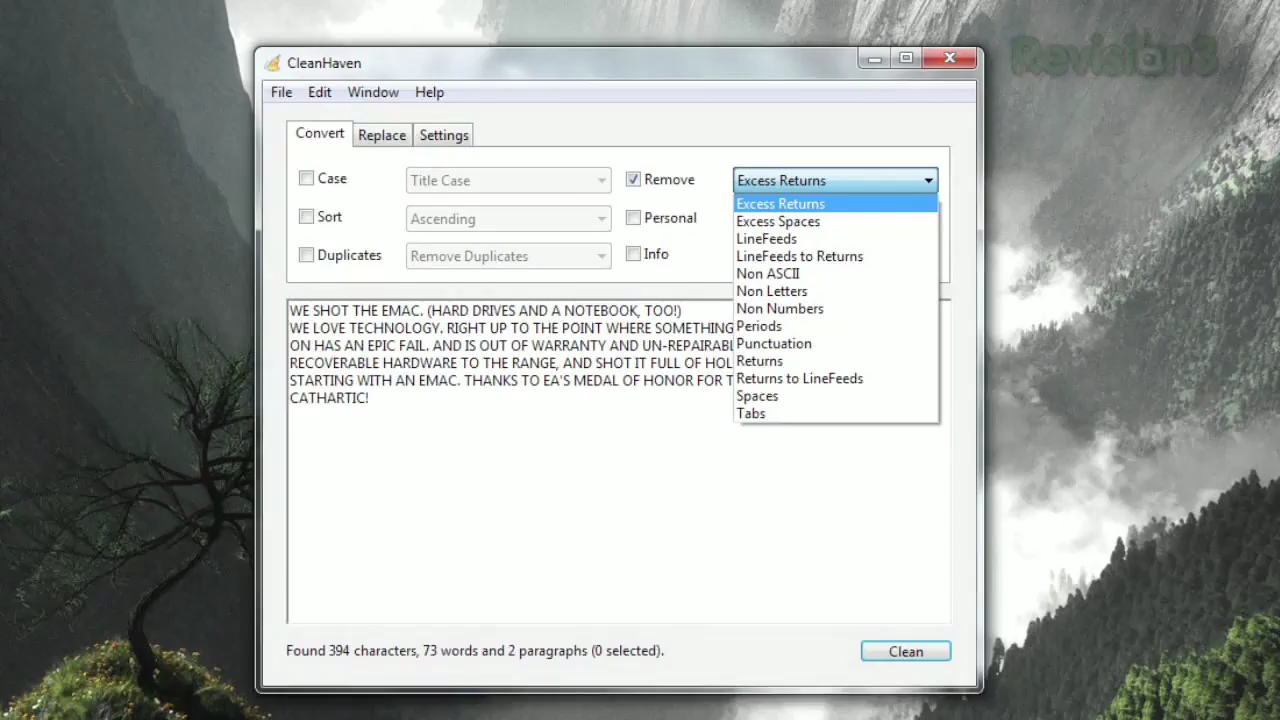 Revision3
CleanHaven
File Edit Window Help
Convert Replace Settings
Case Title Case Remove Excess Returns
Sort Ascending Personal
Duplicates Remove Duplicates Info
Excess Returns
Excess Spaces
LineFeeds
LineFeeds to Returns
Non ASCII
Non Letters
Non Numbers
Periods
Punctuation
Returns
Returns to LineFeeds
Spaces
Tabs
WE SHOT THE EMAC. (HARD DRIVES AND A NOTEBOOK, TOO!)
WE LOVE TECHNOLOGY. RIGHT UP TO THE POINT WHERE SOMETHING
ON HAS AN EPIC FAIL. AND IS OUT OF WARRANTY AND UN-REPAIRABL
RECOVERABLE HARDWARE TO THE RANGE, AND SHOT IT FULL OF HOL
STARTING WITH AN EMAC. THANKS TO EA'S MEDAL OF HONOR FOR T
CATHARTIC!
Found 394 characters, 73 words and 2 paragraphs (0 selected).
Clean